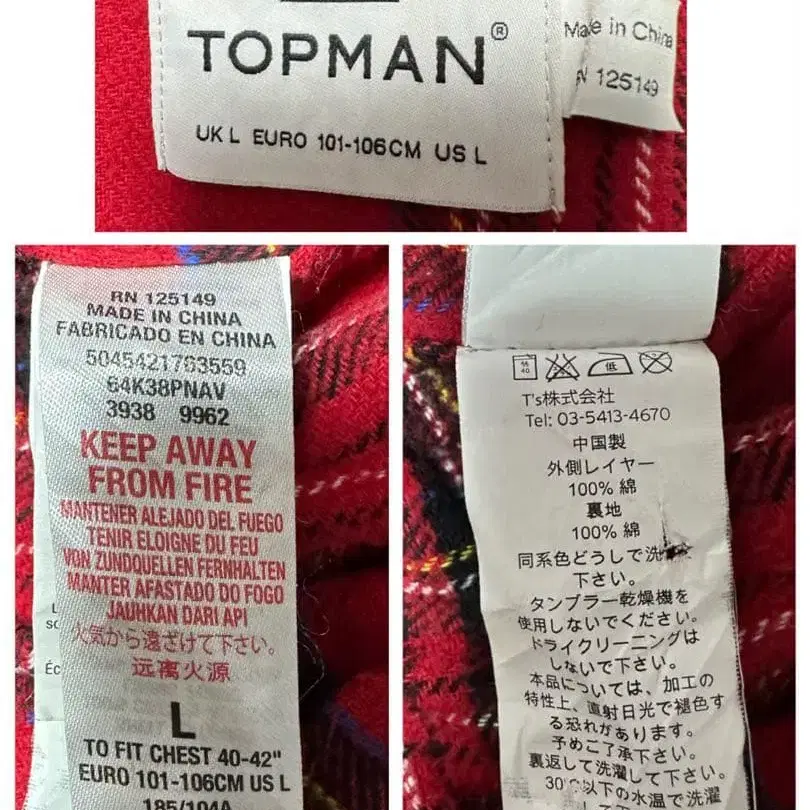 TOPMAN®
UK L EURO 101-106CM US L
Made in China
125149
RN 125149
MADE IN CHINA
FABRICADO EN CHINA
5045421763559
64K38PNAV
3938 9962
KEEP AWAY
FROM FIRE
MANTENER ALEJADO DEL FUEGO
TENIR ELOIGNE DU FEU
VON ZUNDQUELLEN FERNHALTEN
MANTER AFASTADO DO FOGO
JAUHKAN DARI API
火気から遠ざけて下さい。
远离火源
L
TO FIT CHEST 40-42"
EURO 101-106CM US L
185/104A
低
T's株式会社
Tel: 03-5413-4670
中国製
外側レイヤー
100% 綿
裏地
100% 綿
同系色どうしで洗
下さい。
タンブラー乾燥機を
使用しないでください。
ドライクリーニングは
しないで下さい。
本品については、加工の
特性上、直射日光で褪色す
る恐れがあります。
予めご了承下さい。
裏返して洗濯して下さい。
30°C以下の水温で洗濯